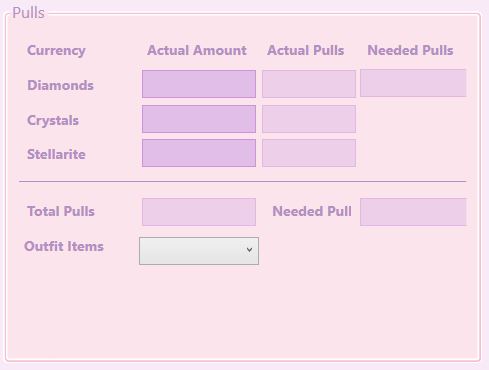 Pulls
Currency Actual Amount Actual Pulls Needed Pulls
Diamonds
Crystals
Stellarite
Total Pulls Needed Pull
Outfit Items